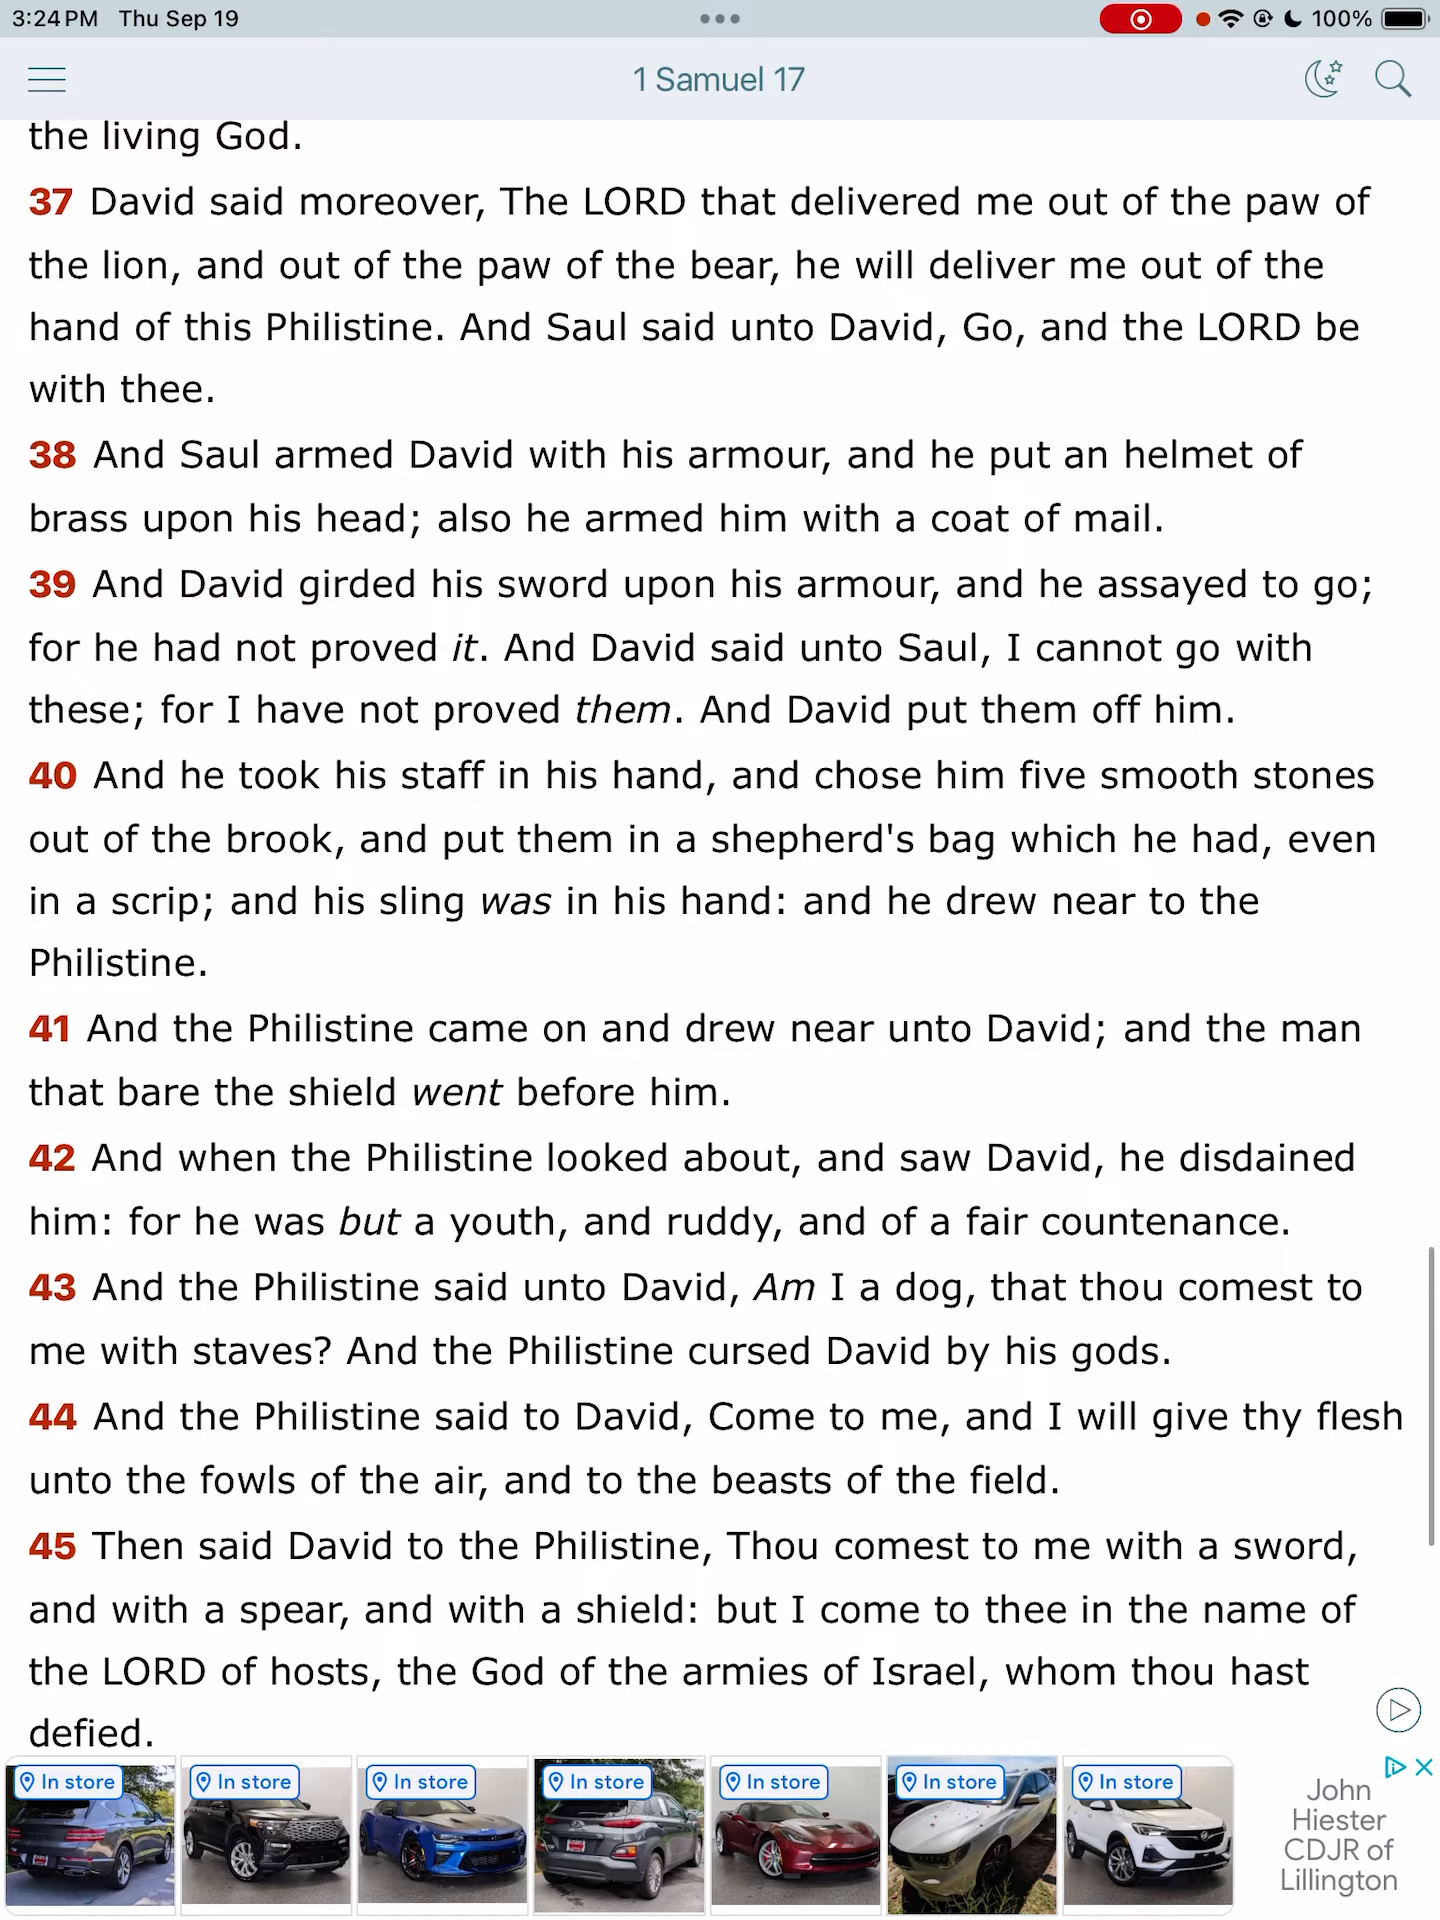 3:24 PM Thu Sep 19
100%
1 Samuel 17
the living God.
37 David said moreover, The LORD that delivered me out of the paw of
the lion, and out of the paw of the bear, he will deliver me out of the
hand of this Philistine. And Saul said unto David, Go, and the LORD be
with thee.
38 And Saul armed David with his armour, and he put an helmet of
brass upon his head; also he armed him with a coat of mail.
39 And David girded his sword upon his armour, and he assayed to go;
for he had not proved it. And David said unto Saul, I cannot go with
these; for I have not proved them. And David put them off him.
40 And he took his staff in his hand, and chose him five smooth stones
out of the brook, and put them in a shepherd's bag which he had, even
in a scrip; and his sling was in his hand: and he drew near to the
Philistine.
41 And the Philistine came on and drew near unto David; and the man
that bare the shield went before him.
42 And when the Philistine looked about, and saw David, he disdained
him: for he was but a youth, and ruddy, and of a fair countenance.
43 And the Philistine said unto David, Am I a dog, that thou comest to
me with staves? And the Philistine cursed David by his gods.
44 And the Philistine said to David, Come to me, and I will give thy flesh
unto the fowls of the air, and to the beasts of the field.
45 Then said David to the Philistine, Thou comest to me with a sword,
and with a spear, and with a shield: but I come to thee in the name of
the LORD of hosts, the God of the armies of Israel, whom thou hast
defied.
In store In store In store In store In store In store In store
John
Hiester
CDJR of
Lillington